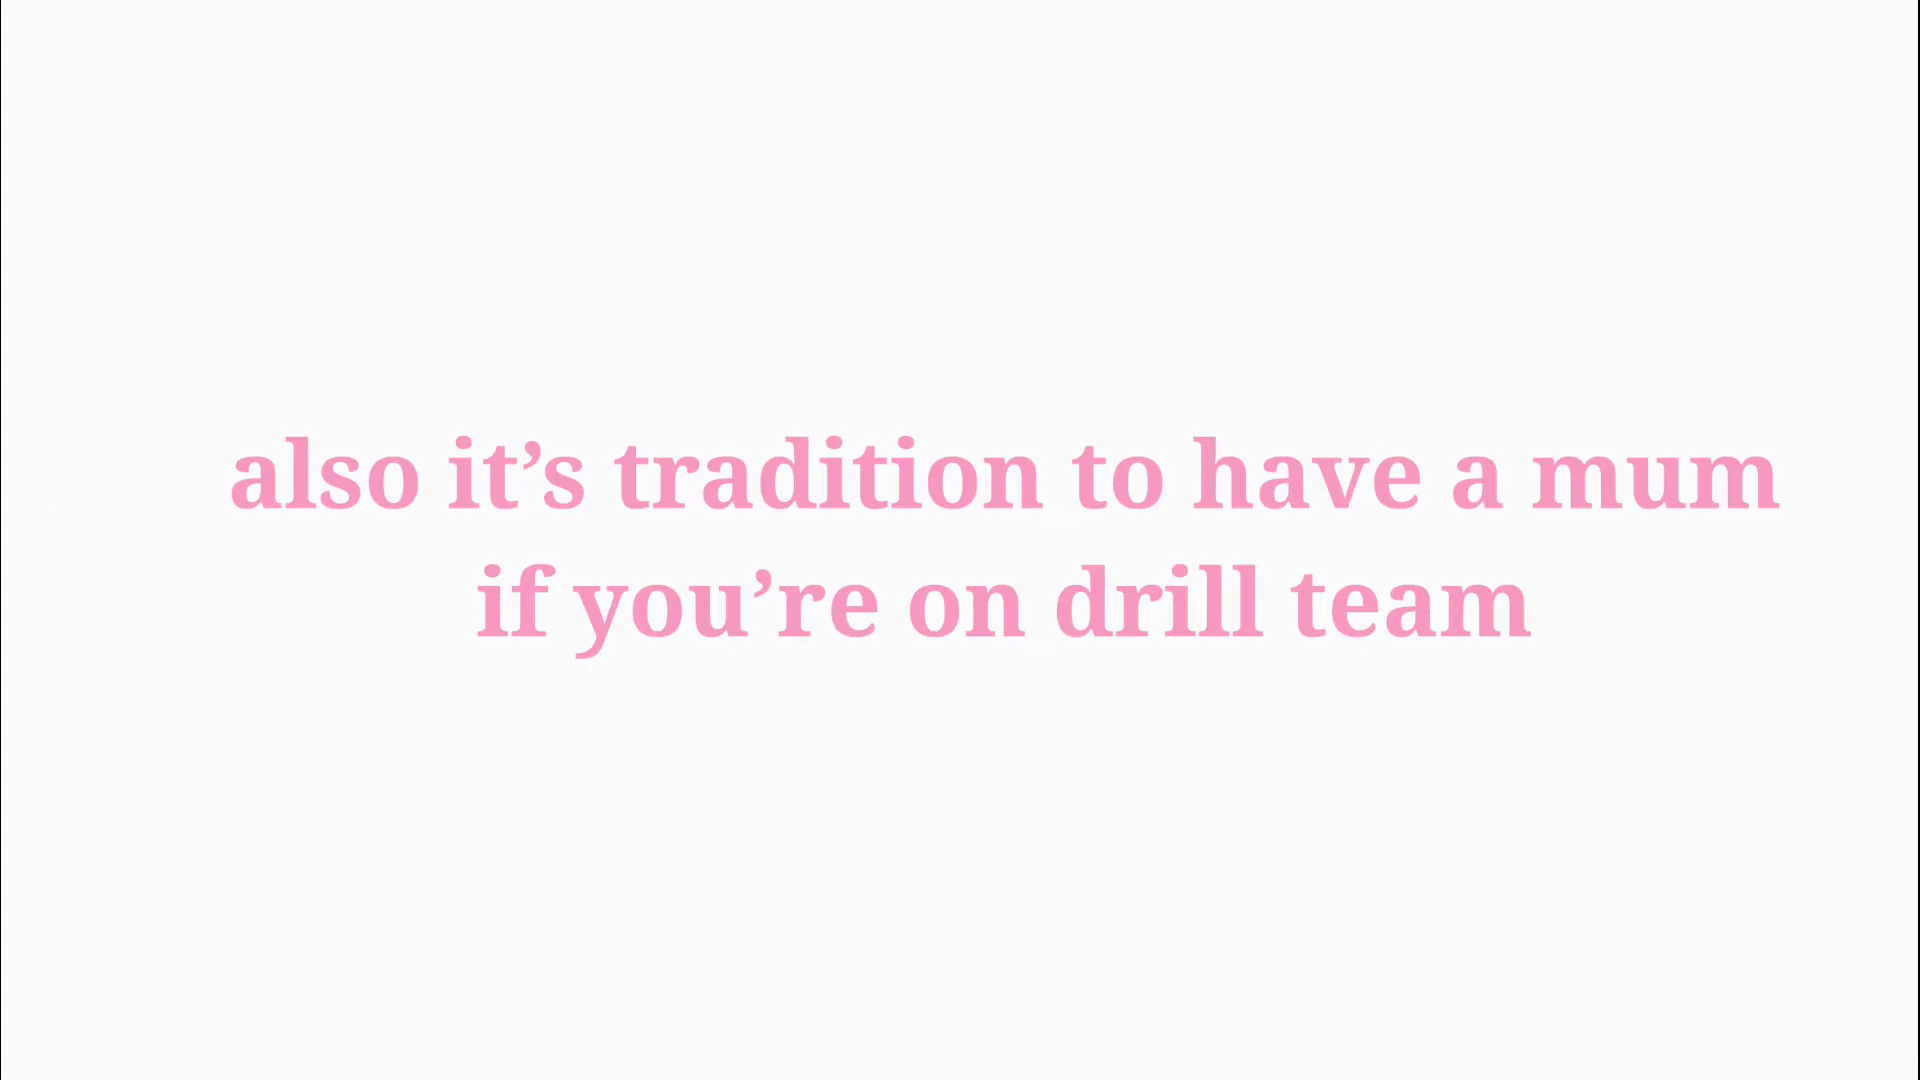 also it’s tradition to have a mum
if you’re on drill team